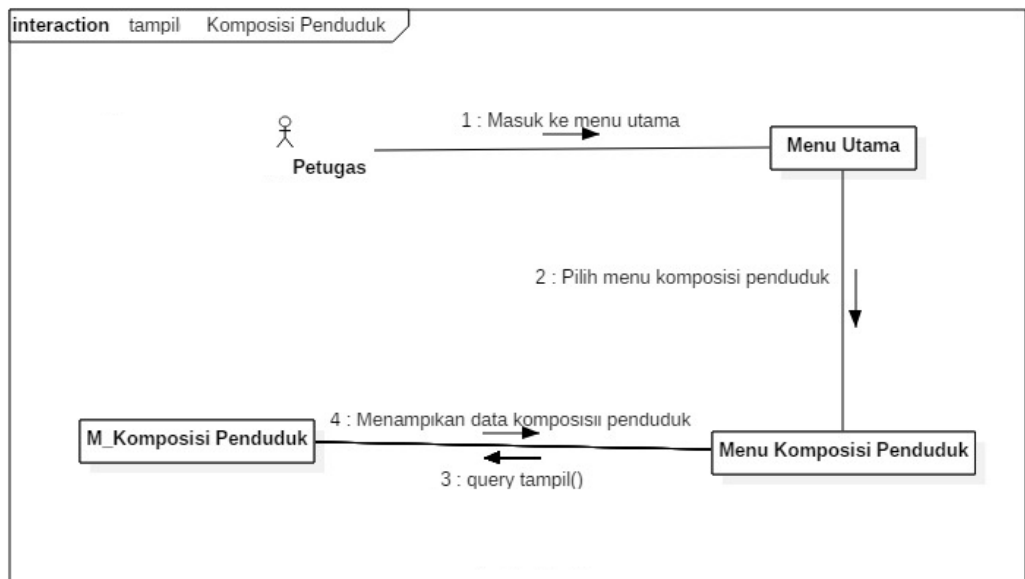 interaction tampil Komposisi Penduduk
1 : Masuk ke menu utama
Menu Utama
Petugas
2 : Pilih menu komposisi penduduk
4 : Menampikan data komposisii penduduk
M_Komposisi Penduduk
Menu Komposisi Penduduk
3 : query tampil()